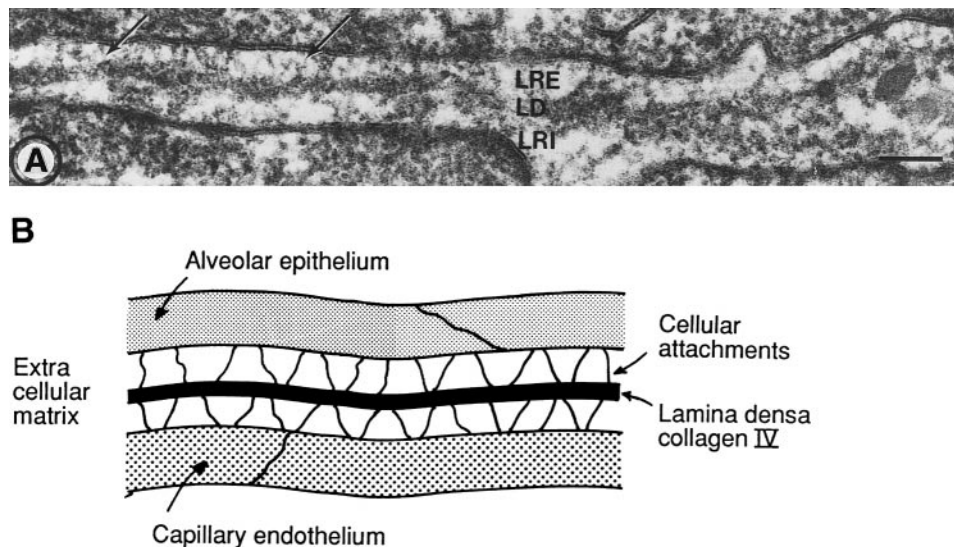 LRE
LD
LRI
A
B
Alveolar epithelium
Cellular
attachments
Extra
cellular
matrix
Lamina densa
collagen IV
Capillary endothelium